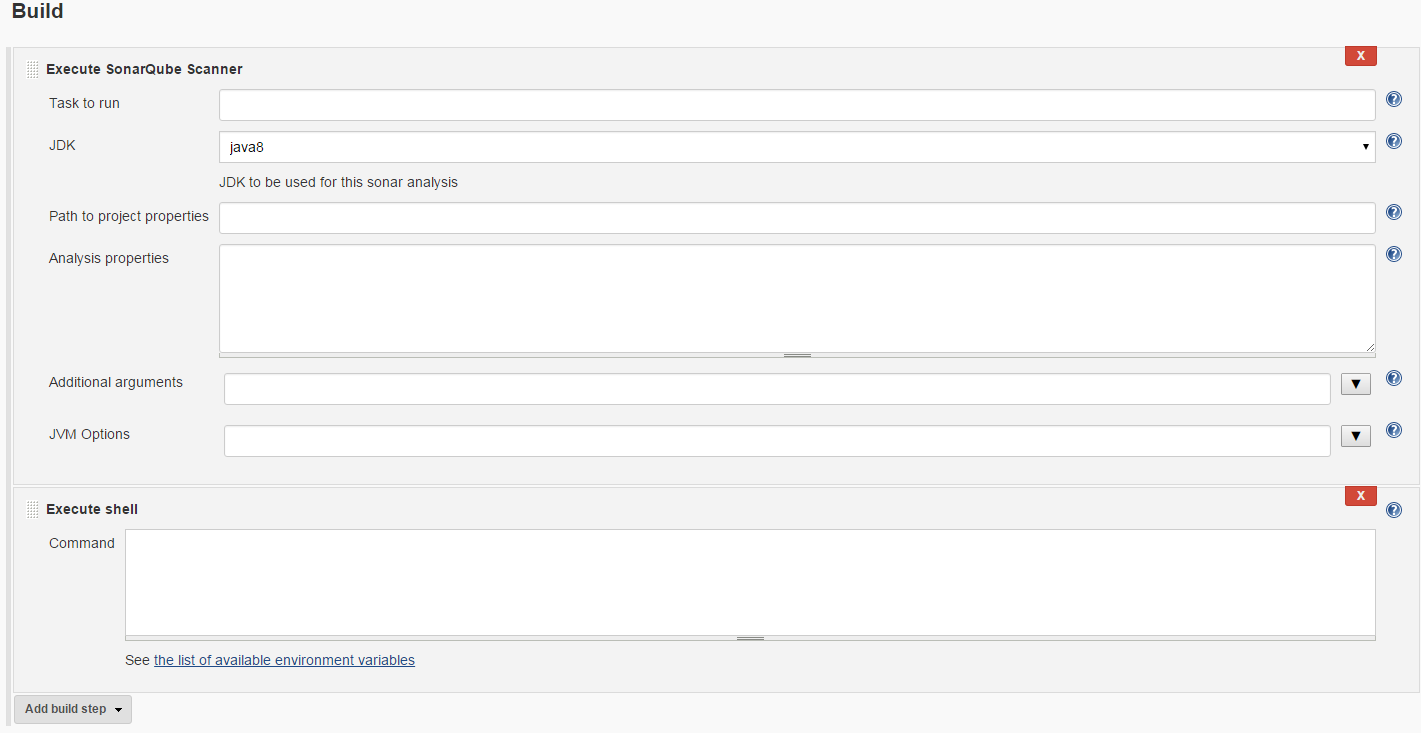 Build
X
Execute SonarQube Scanner
Task to run
?
JDK
java8
?
JDK to be used for this sonar analysis
Path to project properties
?
Analysis properties
?
Additional arguments
?
JVM Options
?
X
Execute shell
?
Command
See the list of available environment variables
Add build step